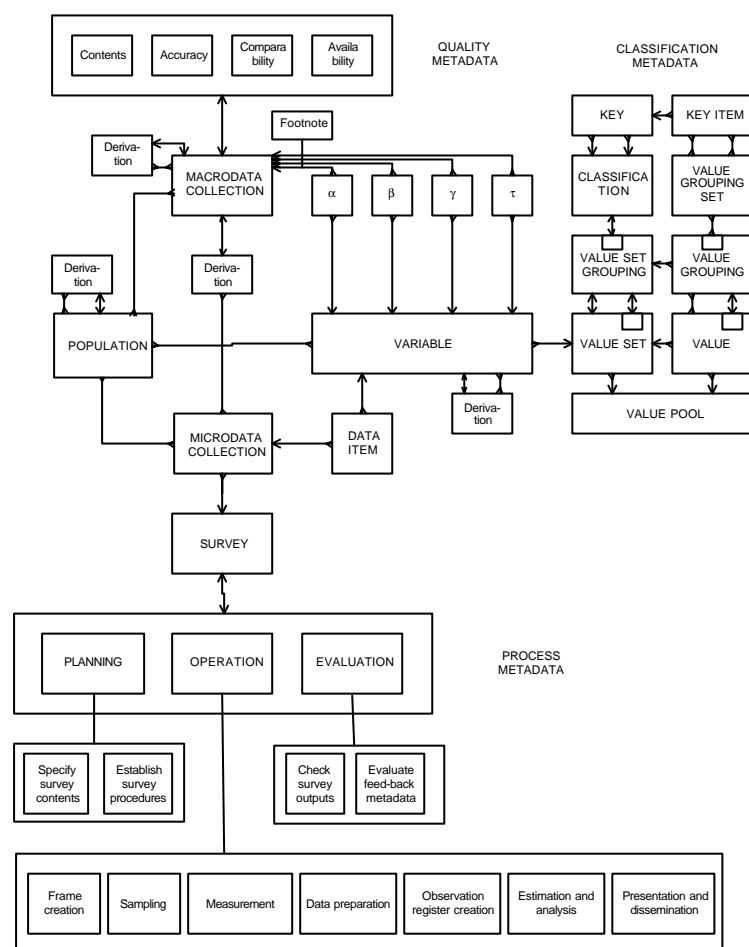 Contents
Accuracy
Compara
bility
Availa
bility
QUALITY
METADATA
CLASSIFICATION
METADATA
KEY
KEY ITEM
Footnote
Deriva-
tion
MACRODATA
COLLECTION
α
β
γ
τ
CLASSIFICA
TION
VALUE
GROUPING
SET
Deriva-
tion
Deriva-
tion
VALUE SET
GROUPING
VALUE
GROUPING
POPULATION
VARIABLE
VALUE SET
VALUE
Deriva-
tion
VALUE POOL
MICRODATA
COLLECTION
DATA
ITEM
SURVEY
PLANNING
OPERATION
EVALUATION
PROCESS
METADATA
Specify
survey
contents
Establish
survey
procedures
Check
survey
outputs
Evaluate
feed-back
metadata
Frame
creation
Sampling
Measurement
Data preparation
Observation
register creation
Estimation and
analysis
Presentation and
dissemination